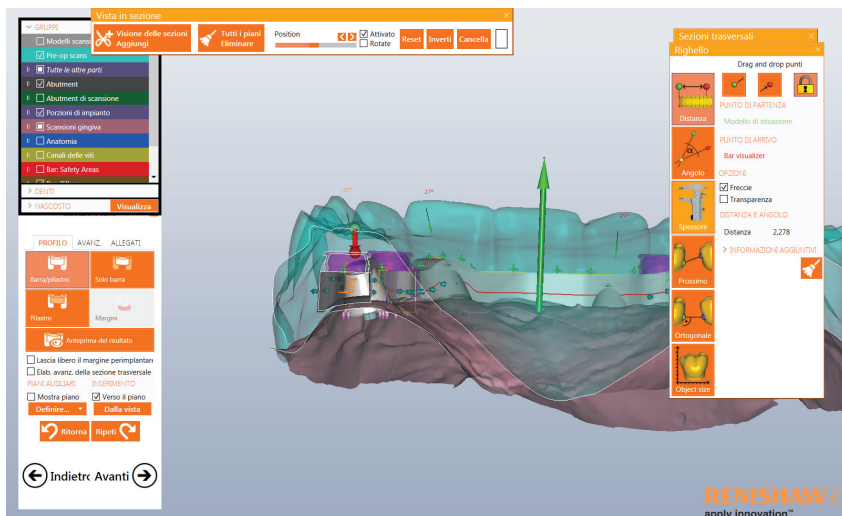 Vista in sezione
Visione delle sezioni
Aggiungi
Tutti i piani
Eliminare
Position
Attivato
Rotate
Reset
Inverti
Cancella
GRUPPI
Modelli scansi
Pre-op scans
Tutte le altre parti
Abutment
Abutment di scansione
Porzioni di impianto
Scansioni gingiva
Anatomia
Canali delle viti
Bar: Safety Areas
DENTI
NASCOSTO
Visualizza
PROFILO
AVANZ.
ALLEGATI
Barra/pilastro
Solo barra
Pilastro
Margini
Anteprima del risultato
Lascia libero il margine perimplantare
Elab. avanz. della sezione trasversale
PIANI AUSILIARI
INSERIMENTO
Mostra piano
Verso il piano
Definire...
Dalla vista
Ritorna
Ripeti
Indietro
Avanti
27°
Sezioni trasversali
Righello
Drag and drop punti
Distanza
PUNTO DI PARTENZA
Modello di situazione
PUNTO DI ARRIVO
Bar visualizer
Angolo
OPZIONI
Freccie
Transparenza
Spessore
DISTANZA E ANGOLO
Distanza 2,278
INFORMAZIONI AGGIUNTIVI
Prossimo
Ortogonale
Object size
RENISHAW
apply innovation™